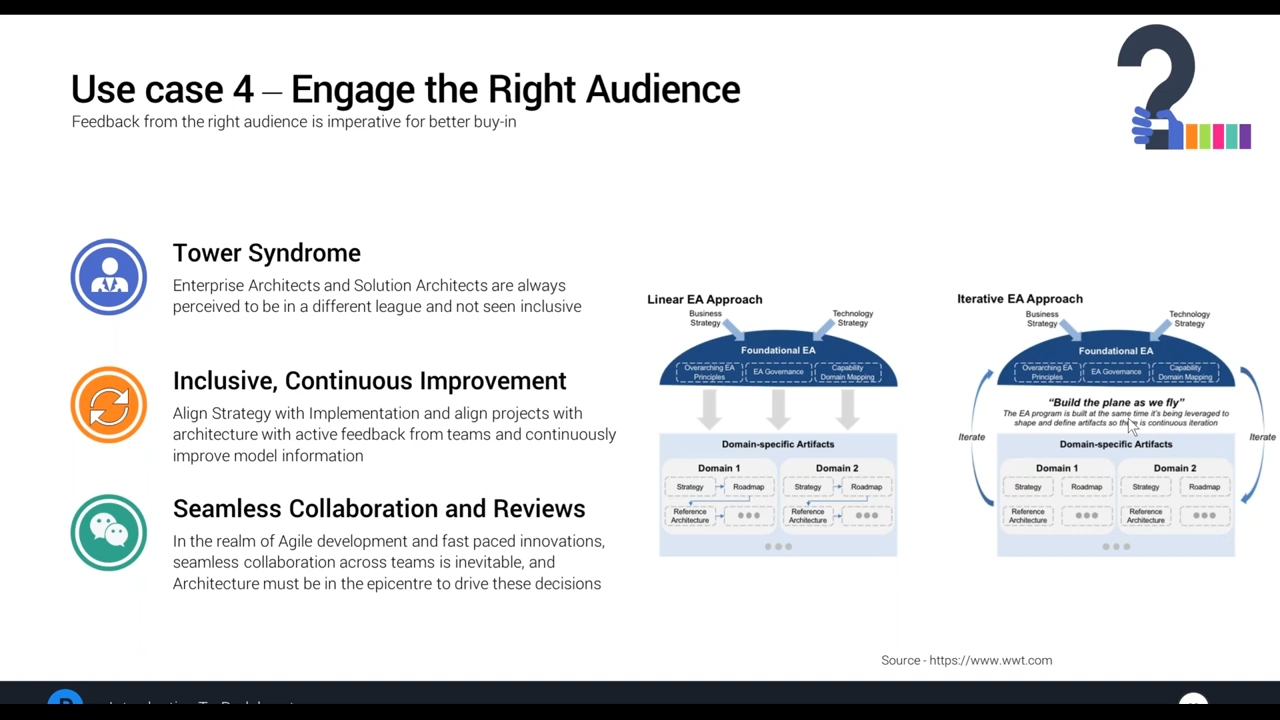 Use case 4 – Engage the Right Audience
Feedback from the right audience is imperative for better buy-in
Tower Syndrome
Enterprise Architects and Solution Architects are always
perceived to be in a different league and not seen inclusive
Inclusive, Continuous Improvement
Align Strategy with Implementation and align projects with
architecture with active feedback from teams and continuously
improve model information
Seamless Collaboration and Reviews
In the realm of Agile development and fast paced innovations,
seamless collaboration across teams is inevitable, and
Architecture must be in the epicentre to drive these decisions
Linear EA Approach
Business
Strategy
Technology
Strategy
Foundational EA
Overarching EA
Principles
EA Governance
Capability
Domain Mapping
Domain-specific Artifacts
Domain 1
Strategy
Roadmap
Reference
Architecture
Domain 2
Strategy
Roadmap
Reference
Architecture
Iterative EA Approach
Business
Strategy
Technology
Strategy
Foundational EA
Overarching EA
Principles
EA Governance
Capability
Domain Mapping
“Build the plane as we fly”
The EA program is built at the same time it's being leveraged to
shape and define artifacts so there is continuous iteration
Iterate
Iterate
Domain-specific Artifacts
Domain 1
Strategy
Roadmap
Reference
Architecture
Domain 2
Strategy
Roadmap
Reference
Architecture
Source - https://www.wwt.com